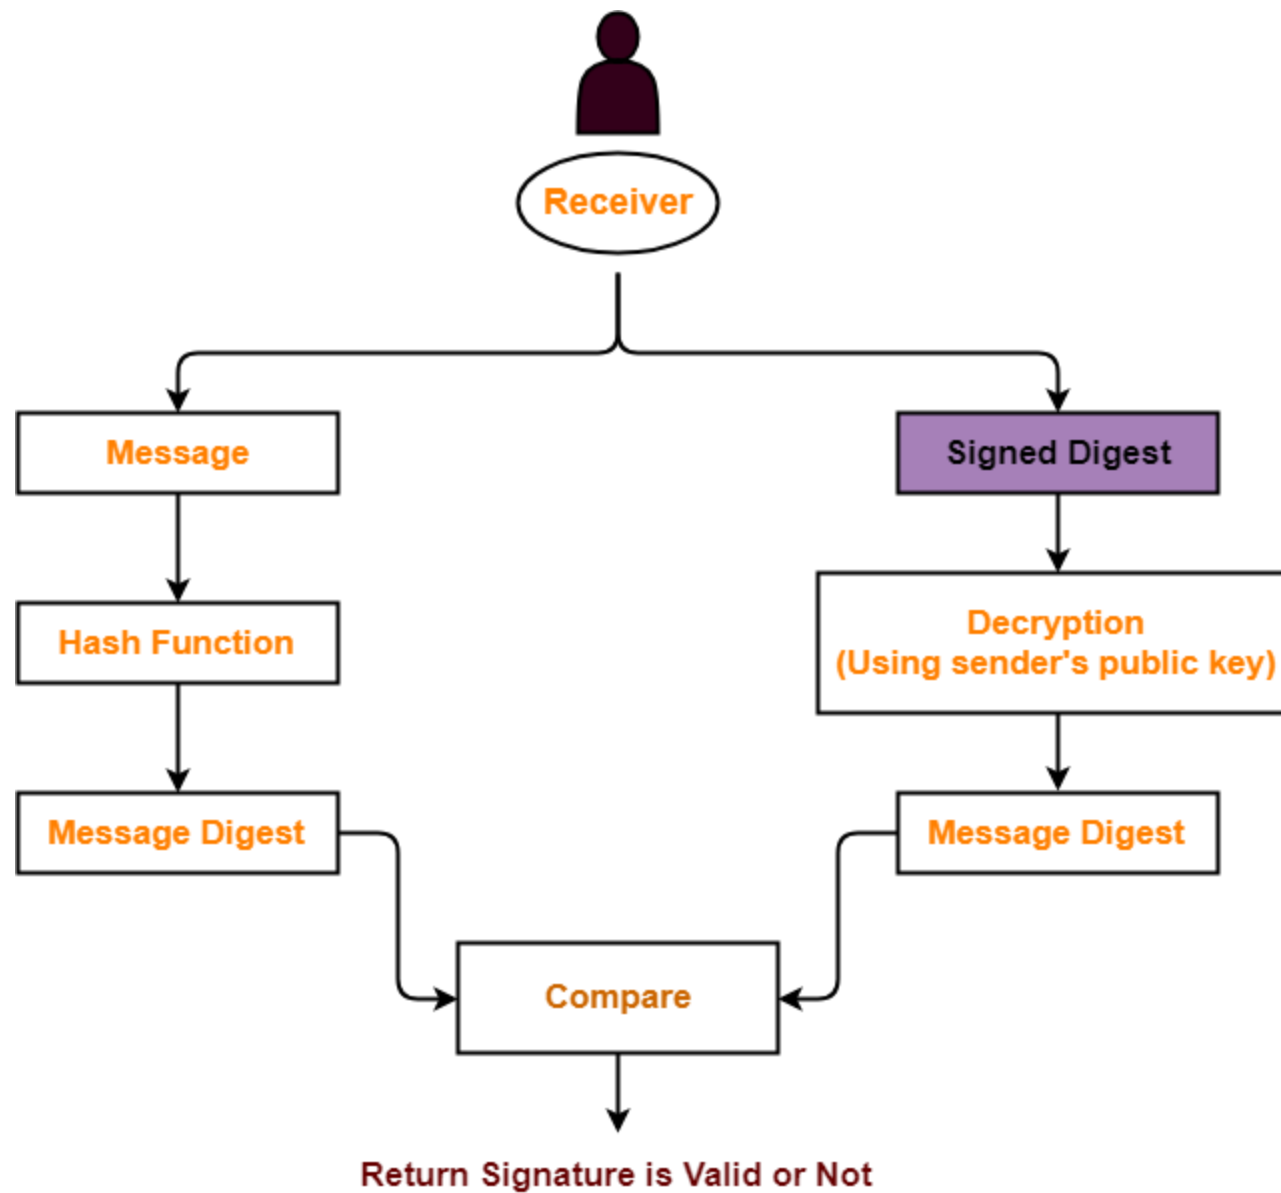 Receiver
Message
Signed Digest
Hash Function
Decryption
(Using sender's public key)
Message Digest
Message Digest
Compare
Return Signature is Valid or Not